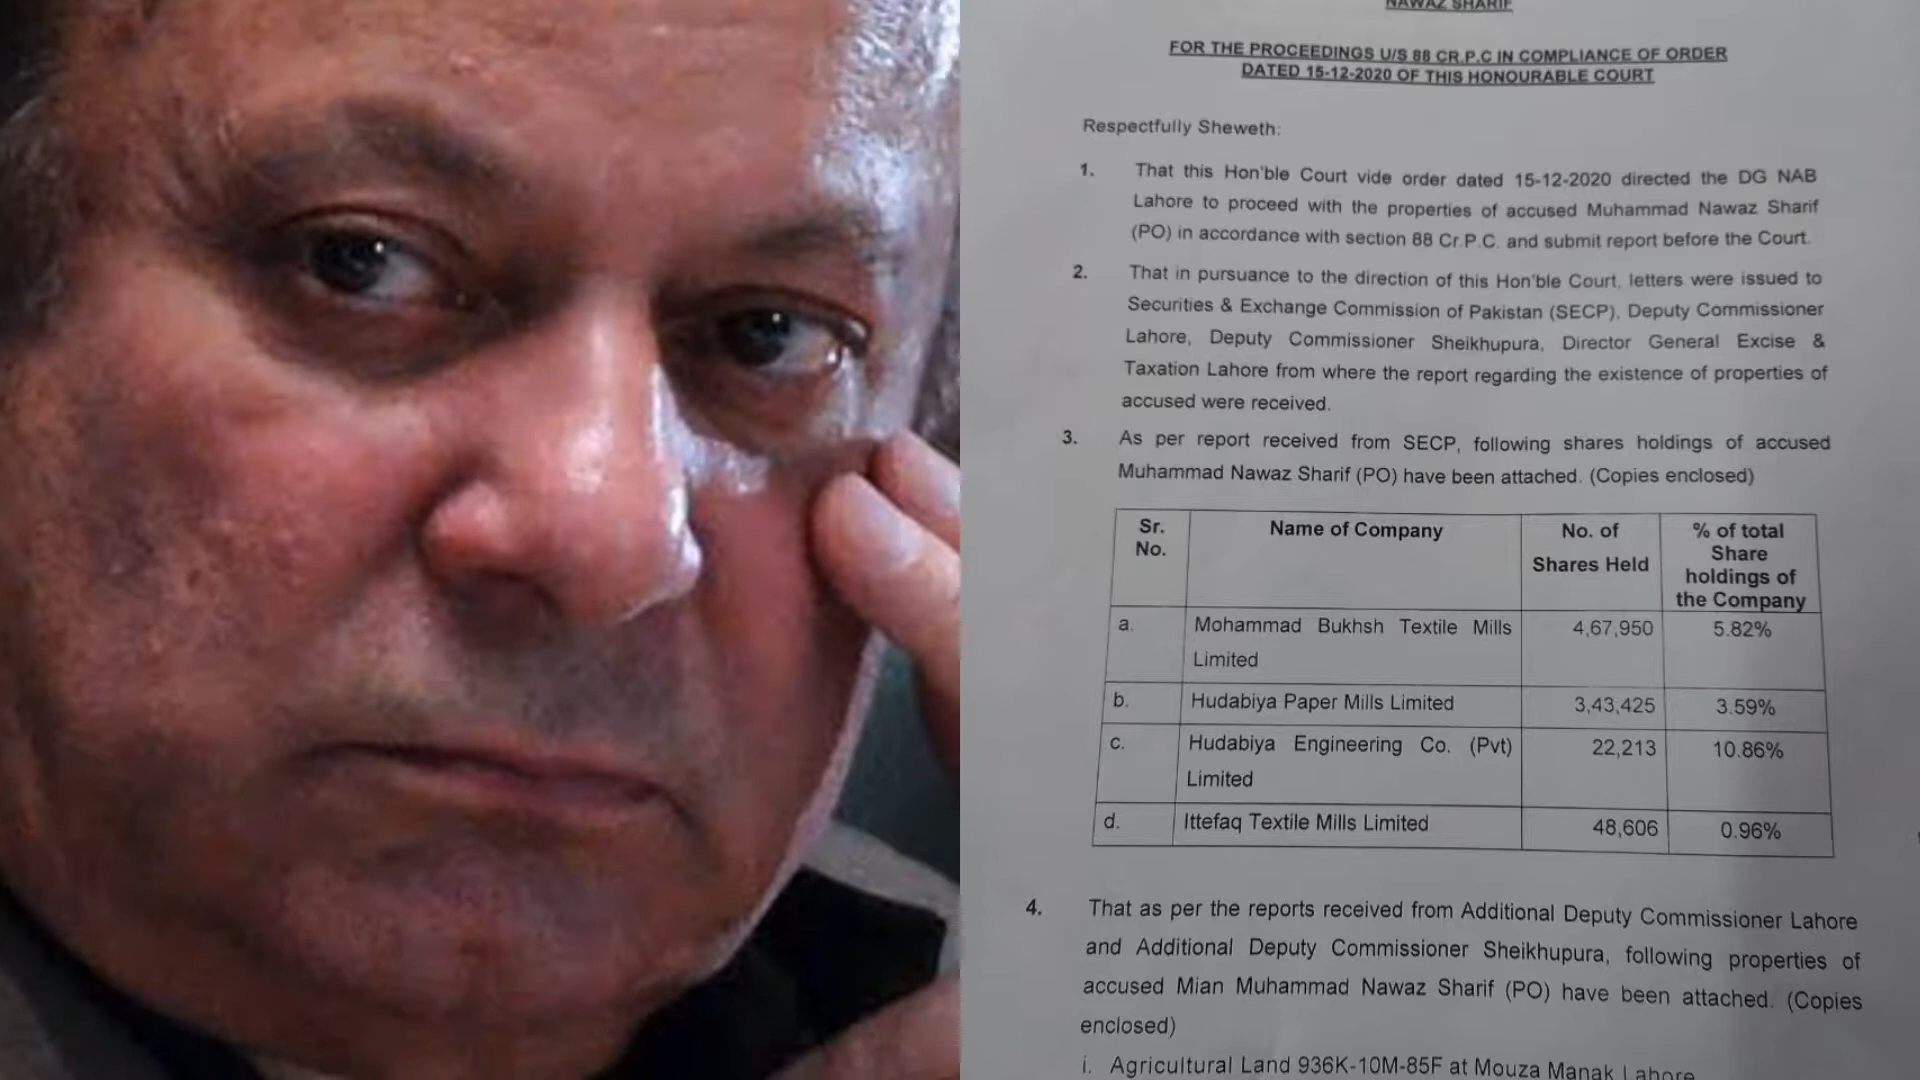 NAWAZ SHARIF
FOR THE PROCEEDINGS U/S 88 CR.P.C IN COMPLIANCE OF ORDER
DATED 15-12-2020 OF THIS HONOURABLE COURT
Respectfully Sheweth:
1. That this Hon'ble Court vide order dated 15-12-2020 directed the DG NAB
Lahore to proceed with the properties of accused Muhammad Nawaz Sharif
(PO) in accordance with section 88 Cr.P.C. and submit report before the Court.
2. That in pursuance to the direction of this Hon'ble Court, letters were issued to
Securities & Exchange Commission of Pakistan (SECP), Deputy Commissioner
Lahore, Deputy Commissioner Sheikhupura, Director General Excise &
Taxation Lahore from where the report regarding the existence of properties of
accused were received.
3. As per report received from SECP, following shares holdings of accused
Muhammad Nawaz Sharif (PO) have been attached. (Copies enclosed)
Sr. No. Name of Company No. of Shares Held % of total Share holdings of the Company
a. Mohammad Bukhsh Textile Mills Limited 4,67,950 5.82%
b. Hudabiya Paper Mills Limited 3,43,425 3.59%
c. Hudabiya Engineering Co. (Pvt) Limited 22,213 10.86%
d. Ittefaq Textile Mills Limited 48,606 0.96%
4. That as per the reports received from Additional Deputy Commissioner Lahore
and Additional Deputy Commissioner Sheikhupura, following properties of
accused Mian Muhammad Nawaz Sharif (PO) have been attached. (Copies
enclosed)
i. Agricultural Land 936K-10M-85F at Mouza Manak Lahore